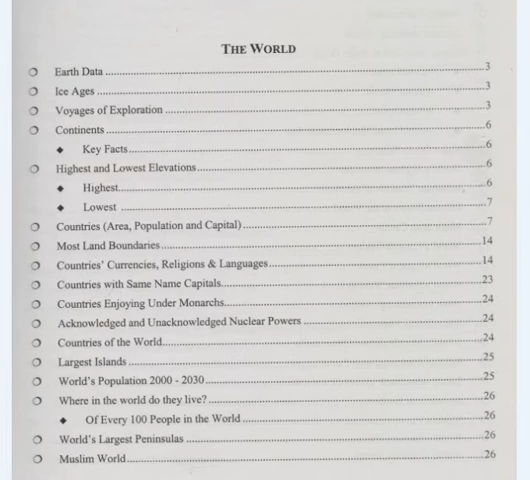 THE WORLD
Earth Data 3
Ice Ages 3
Voyages of Exploration 3
Continents 6
Key Facts 6
Highest and Lowest Elevations 6
Highest 6
Lowest 7
Countries (Area, Population and Capital) 7
Most Land Boundaries 14
Countries' Currencies, Religions & Languages 14
Countries with Same Name Capitals 23
Countries Enjoying Under Monarchs 24
Acknowledged and Unacknowledged Nuclear Powers 24
Countries of the World 24
Largest Islands 25
World's Population 2000 - 2030 25
Where in the world do they live? 26
Of Every 100 People in the World 26
World's Largest Peninsulas 26
Muslim World 26